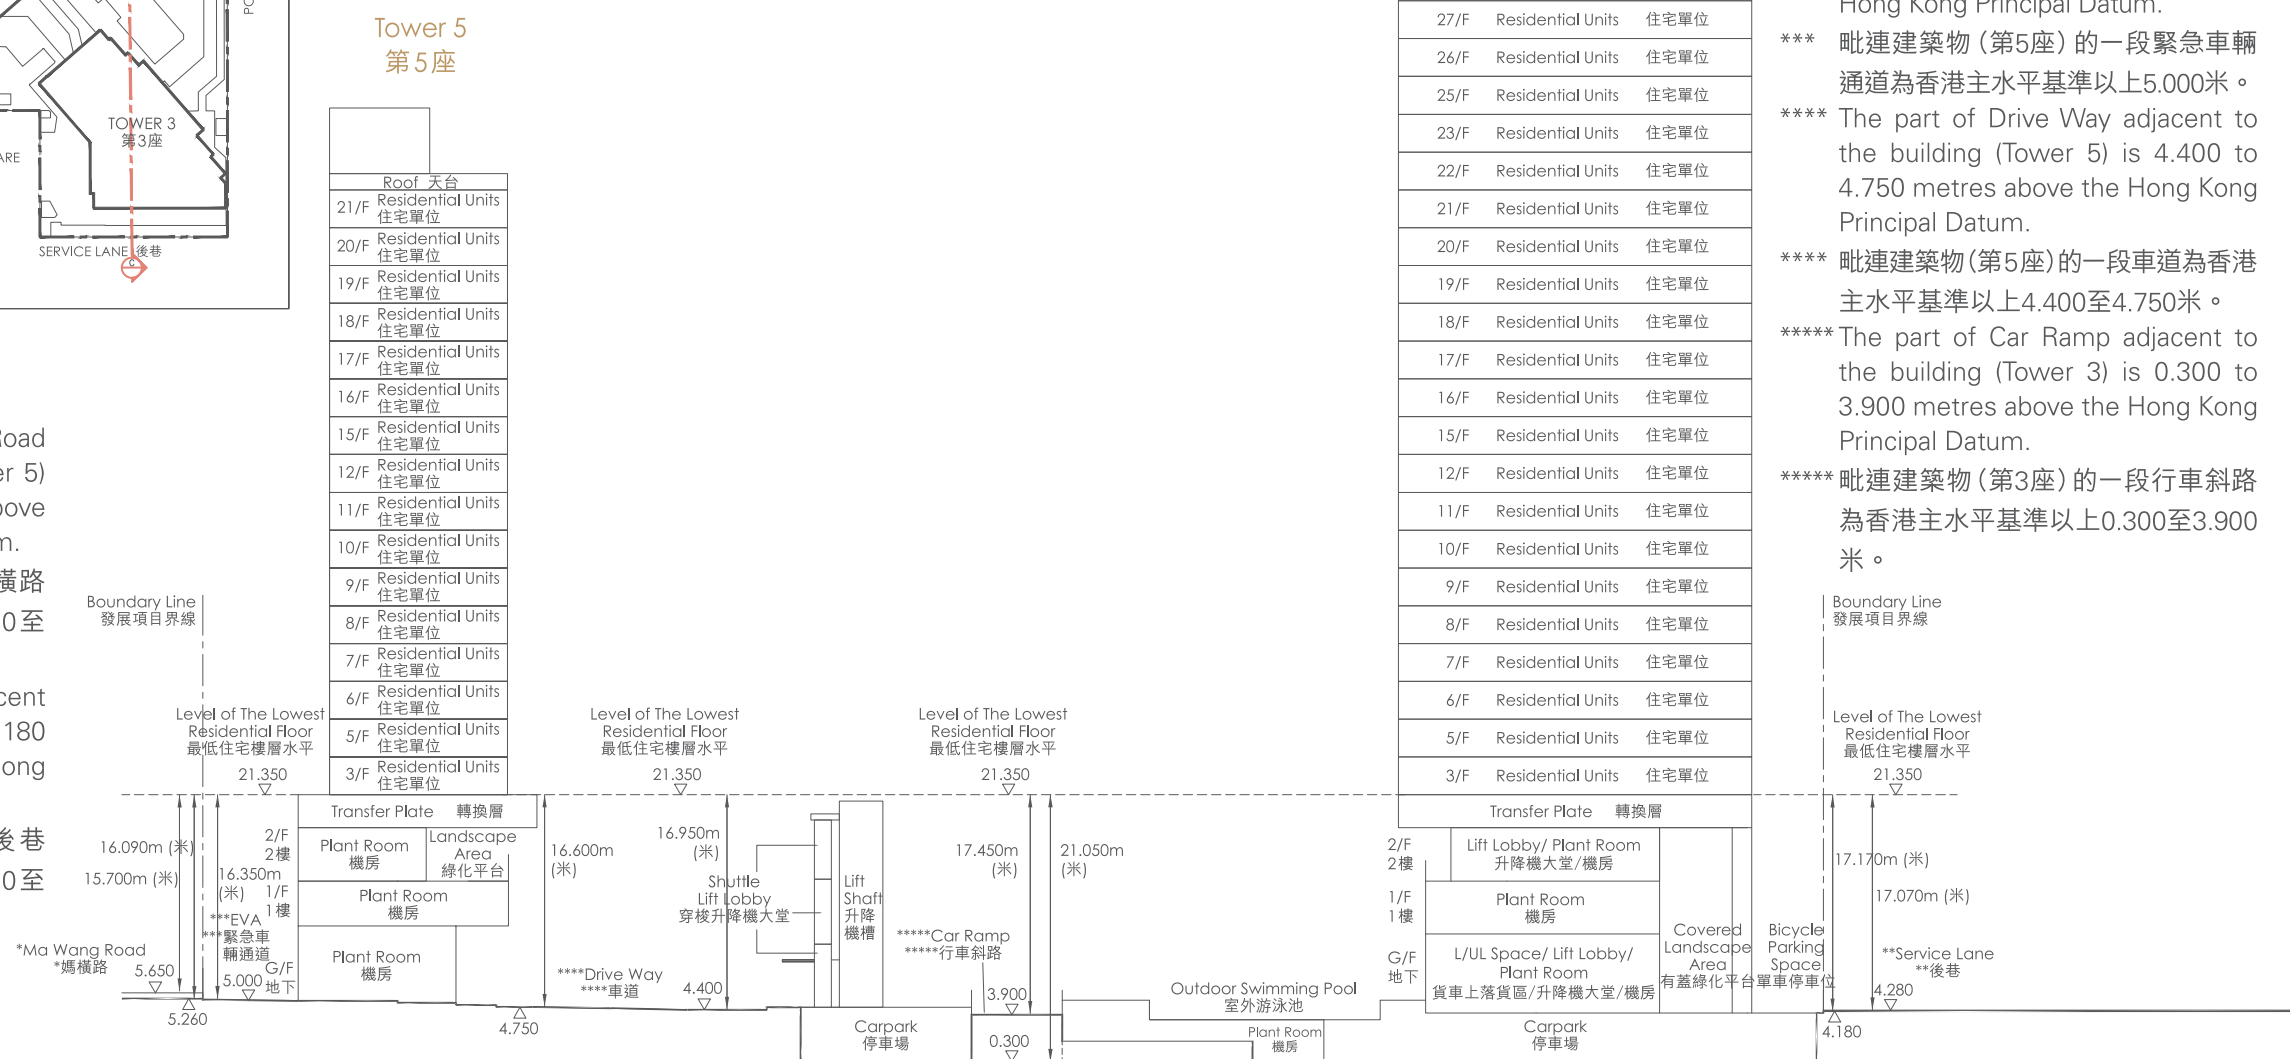 TOWER 3
第3座
SERVICE LANE 後巷
C
Tower 5
第5座
Roof 天台
21/F Residential Units
住宅單位
20/F Residential Units
住宅單位
19/F Residential Units
住宅單位
18/F Residential Units
住宅單位
17/F Residential Units
住宅單位
16/F Residential Units
住宅單位
15/F Residential Units
住宅單位
12/F Residential Units
住宅單位
11/F Residential Units
住宅單位
10/F Residential Units
住宅單位
9/F Residential Units
住宅單位
8/F Residential Units
住宅單位
7/F Residential Units
住宅單位
6/F Residential Units
住宅單位
5/F Residential Units
住宅單位
3/F Residential Units
住宅單位
Transfer Plate 轉換層
2/F
2樓
Plant Room
機房
Landscape
Area
綠化平台
1/F
1樓
Plant Room
機房
G/F
地下
Plant Room
機房
Boundary Line
發展項目界線
Level of The Lowest
Residential Floor
最低住宅樓層水平
21.350
16.090m (米)
15.700m (米)
16.350m
(米)
***EVA
***緊急車
輛通道
5.000
*Ma Wang Road
*媽橫路
5.650
5.260
4.750
Level of The Lowest
Residential Floor
最低住宅樓層水平
21.350
16.600m
(米)
16.950m
(米)
****Drive Way
****車道
4.400
Shuttle
Lift Lobby
穿梭升降機大堂
Lift
Shaft
升降
機槽
Level of The Lowest
Residential Floor
最低住宅樓層水平
21.350
17.450m
(米)
21.050m
(米)
*****Car Ramp
*****行車斜路
3.900
0.300
Carpark
停車場
Outdoor Swimming Pool
室外游泳池
Plant Room
機房
27/F Residential Units 住宅單位
26/F Residential Units 住宅單位
25/F Residential Units 住宅單位
23/F Residential Units 住宅單位
22/F Residential Units 住宅單位
21/F Residential Units 住宅單位
20/F Residential Units 住宅單位
19/F Residential Units 住宅單位
18/F Residential Units 住宅單位
17/F Residential Units 住宅單位
16/F Residential Units 住宅單位
15/F Residential Units 住宅單位
12/F Residential Units 住宅單位
11/F Residential Units 住宅單位
10/F Residential Units 住宅單位
9/F Residential Units 住宅單位
8/F Residential Units 住宅單位
7/F Residential Units 住宅單位
6/F Residential Units 住宅單位
5/F Residential Units 住宅單位
3/F Residential Units 住宅單位
Transfer Plate 轉換層
2/F
2樓
Lift Lobby/ Plant Room
升降機大堂/機房
1/F
1樓
Plant Room
機房
G/F
地下
L/UL Space/ Lift Lobby/
Plant Room
貨車上落貨區/升降機大堂/機房
Covered
Landscape
Area
有蓋綠化平台
Bicycle
Parking
Space
單車停車位
Carpark
停車場
Boundary Line
發展項目界線
Level of The Lowest
Residential Floor
最低住宅樓層水平
21.350
17.170m (米)
17.070m (米)
**Service Lane
**後巷
4.280
4.180
Hong Kong Principal Datum.
*** 毗連建築物(第5座)的一段緊急車輛
通道為香港主水平基準以上5.000米。
**** The part of Drive Way adjacent to
the building (Tower 5) is 4.400 to
4.750 metres above the Hong Kong
Principal Datum.
**** 毗連建築物(第5座)的一段車道為香港
主水平基準以上4.400至4.750米。
***** The part of Car Ramp adjacent to
the building (Tower 3) is 0.300 to
3.900 metres above the Hong Kong
Principal Datum.
***** 毗連建築物(第3座)的一段行車斜路
為香港主水平基準以上0.300至3.900
米。